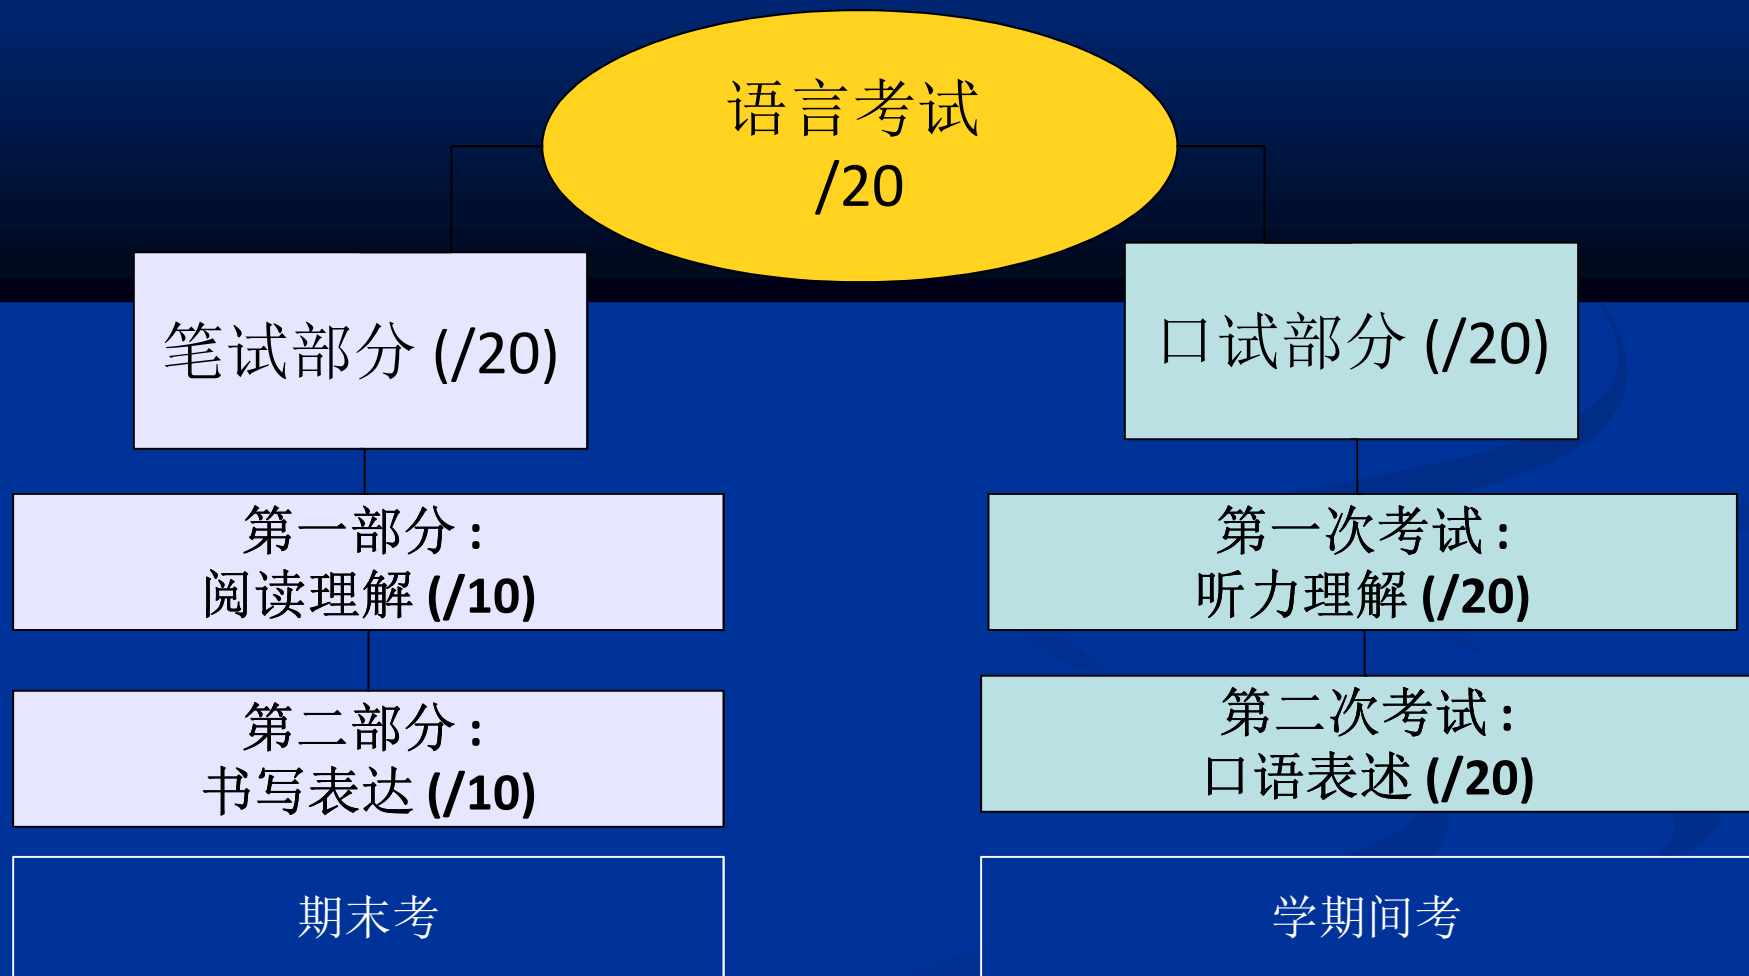 语言考试
/20
笔试部分 (/20)
口试部分 (/20)
第一部分 :
阅读理解 (/10)
第一次考试 :
听力理解 (/20)
第二部分 :
书写表达 (/10)
第二次考试 :
口语表述 (/20)
期末考
学期间考